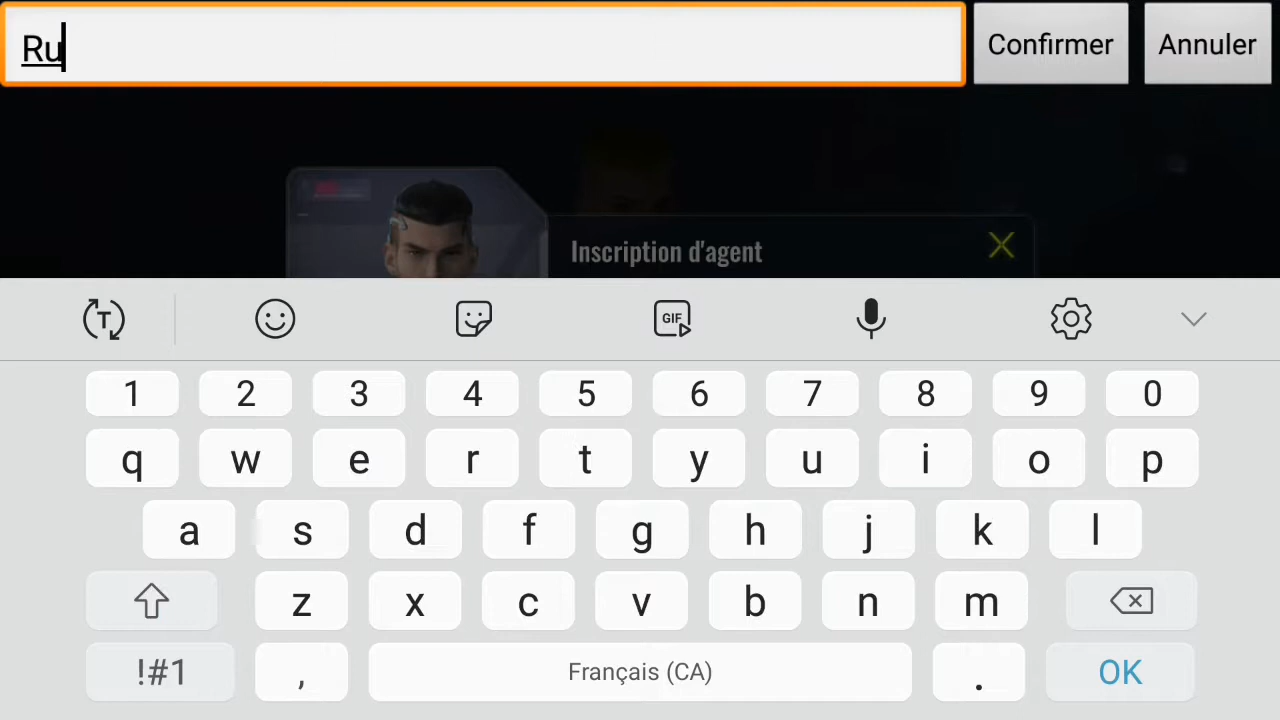 Ru
Confirmer
Annuler
Inscription d'agent
X
T
GIF
1 2 3 4 5 6 7 8 9 0
q w e r t y u i o p
a s d f g h j k l
z x c v b n m
!#1 , Français (CA) . OK